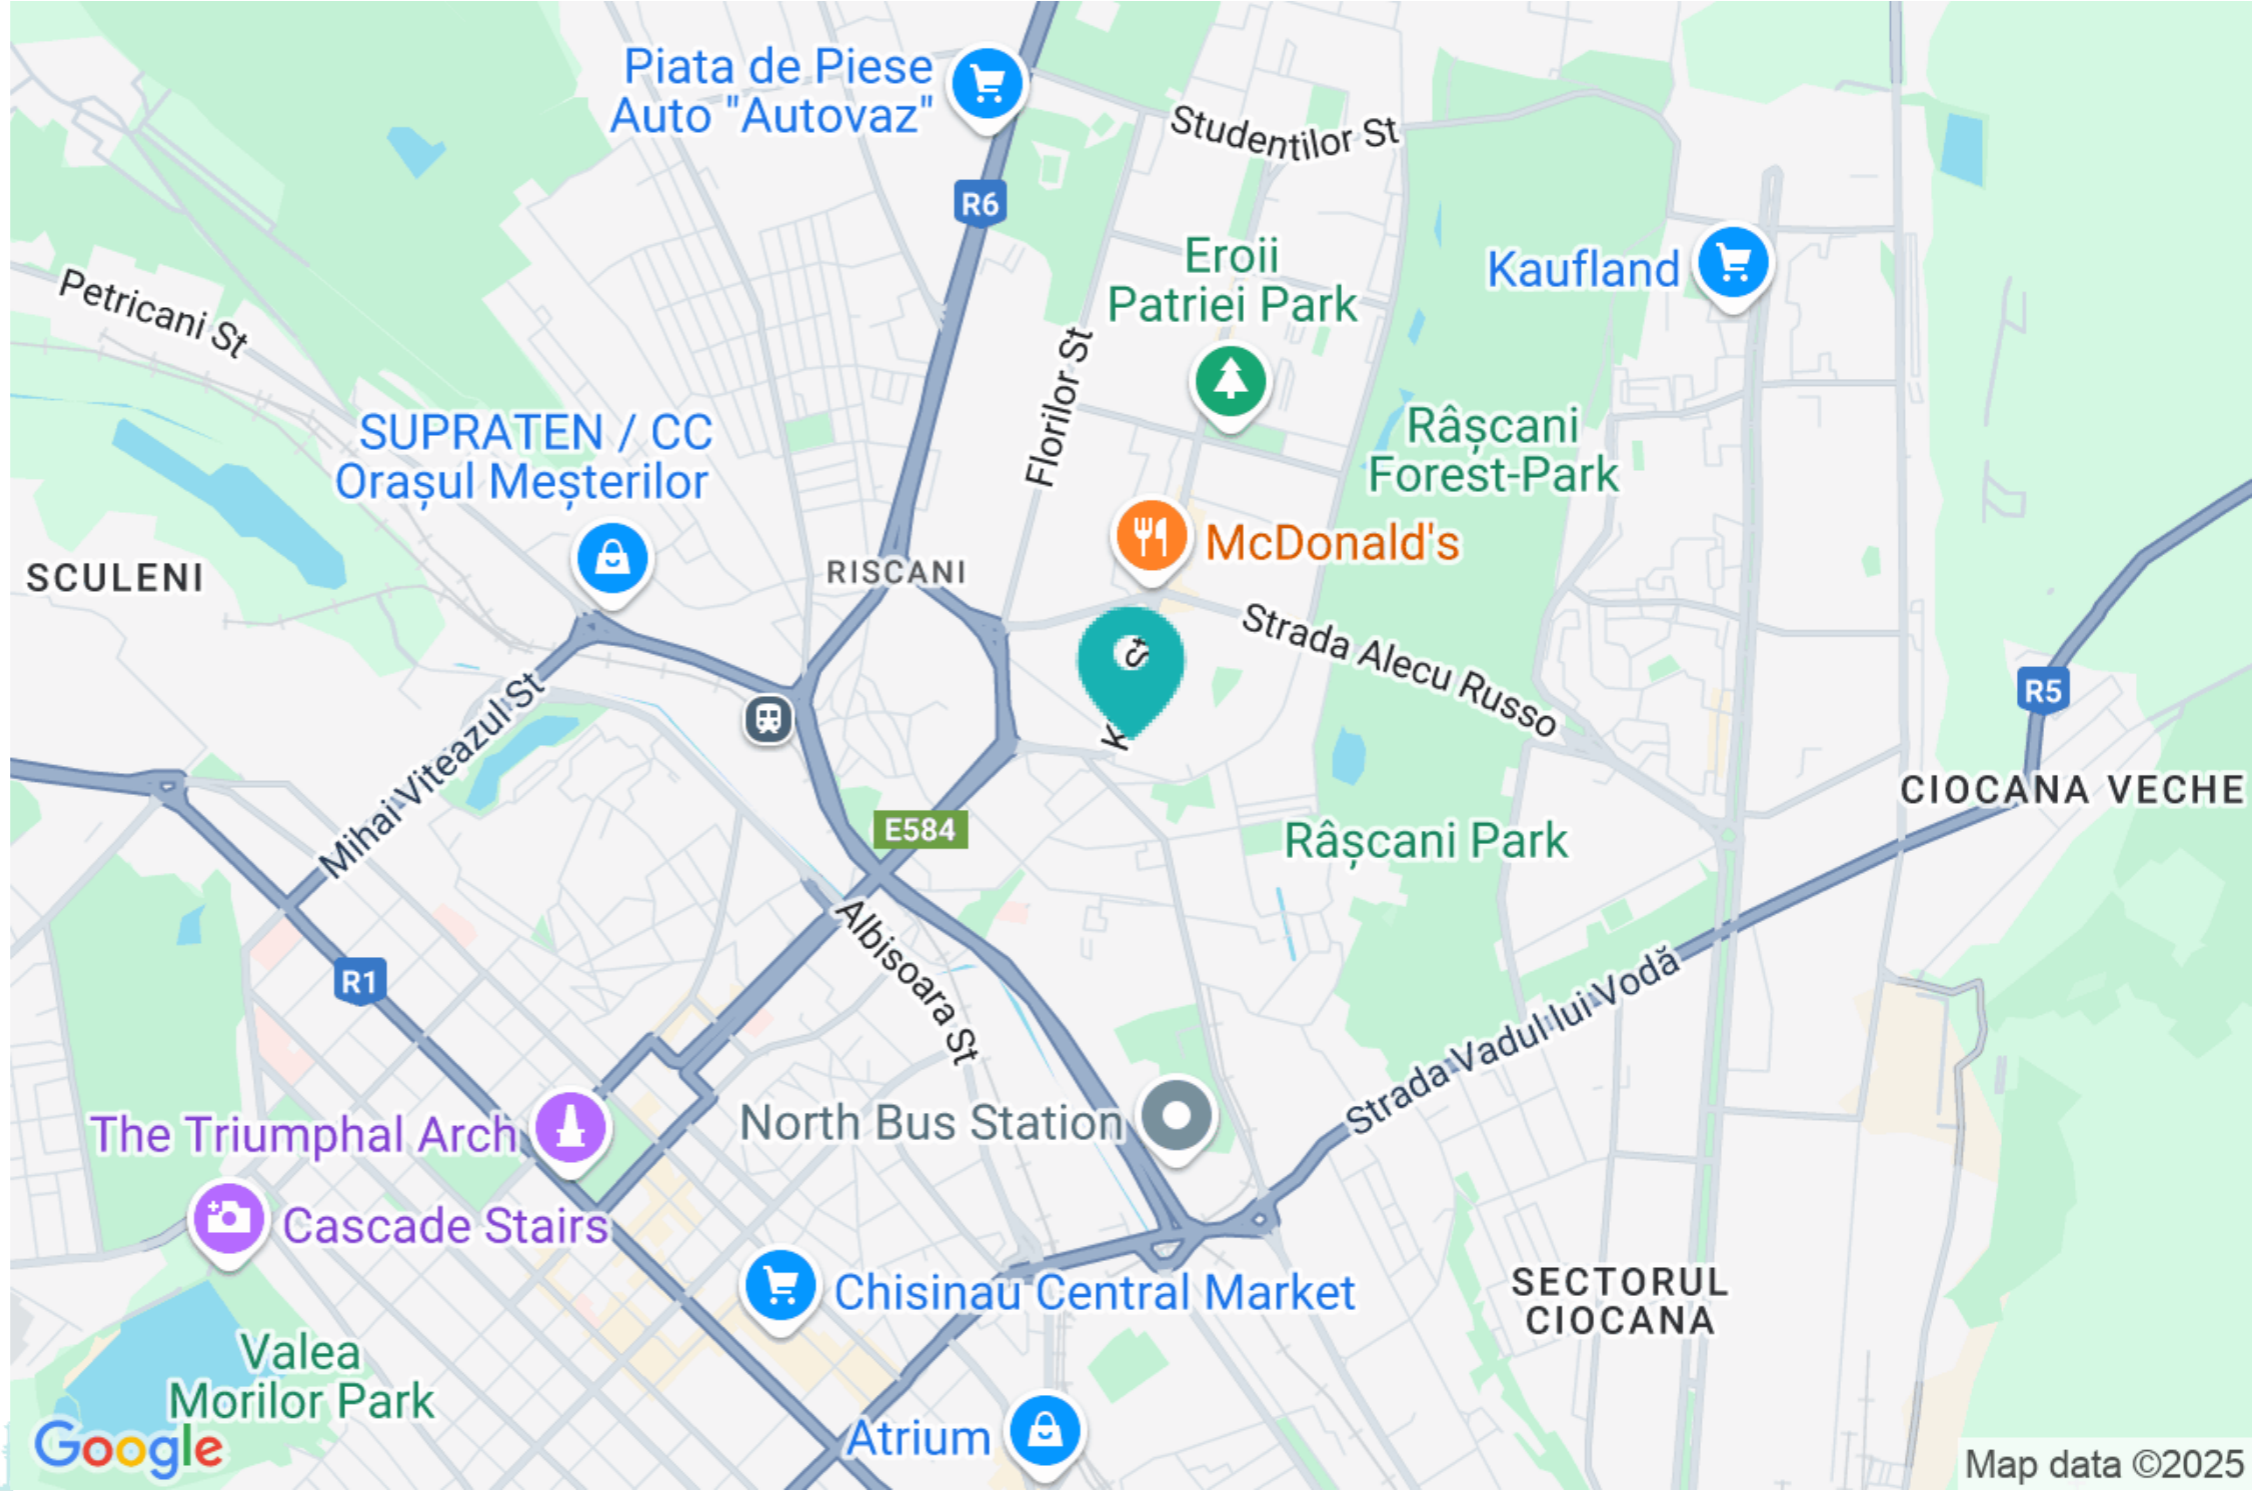 Piata de Piese
Auto "Autovaz"
Studentilor St
R6
Eroii
Patriei Park
Kaufland
Petricani St
Florilor St
SUPRATEN / CC
Orașul Meșterilor
Râșcani
Forest-Park
McDonald's
SCULENI
RISCANI
Strada Alecu Russo
St
R5
Mihai Viteazul St
CIOCANA VECHE
E584
Râșcani Park
Albisoara St
R1
Strada Vadul lui Vodă
The Triumphal Arch
North Bus Station
Cascade Stairs
Chisinau Central Market
SECTORUL
CIOCANA
Valea
Morilor Park
Atrium
Google
Map data ©2025